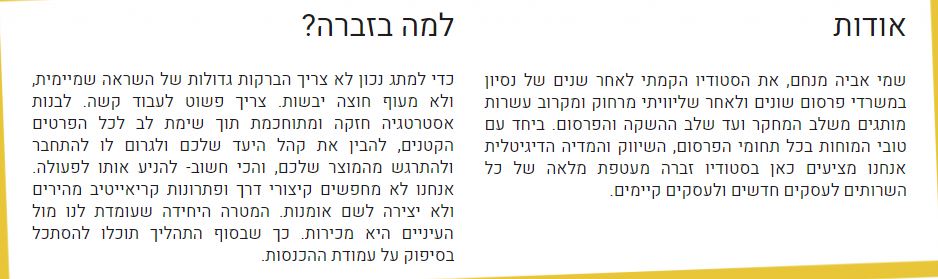 אודות
שמי אביה מנחם, את הסטודיו הקמתי לאחר שנים של נסיון
במשרדי פרסום שונים ולאחר שליוויתי מרחוק ומקרוב עשרות
מותגים משלב המחקר ועד שלב ההשקה והפרסום. ביחד עם
טובי המוחות בכל תחומי הפרסום, השיווק והמדיה הדיגיטלית
אנחנו מציעים כאן בסטודיו זברה מעטפת מלאה של כל
השרותים לעסקים חדשים ולעסקים קיימים.
למה בזברה?
כדי למתג נכון לא צריך הברקות גדולות של השראה שמיימית,
ולא מעוף חוצה יבשות. צריך פשוט לעבוד קשה. לבנות
אסטרטגיה חזקה ומתוחכמת תוך שימת לב לכל הפרטים
הקטנים, להבין את קהל היעד שלכם ולגרום לו להתחבר
ולהתרגש מהמוצר שלכם, והכי חשוב- להניע אותו לפעולה.
אנחנו לא מחפשים קיצורי דרך ופתרונות קריאייטיב מהירים
ולא יצירה לשם אומנות. המטרה היחידה שעומדת לנו מול
העיניים היא מכירות. כך שבסוף התהליך תוכלו להסתכל
בסיפוק על עמודת ההכנסות.